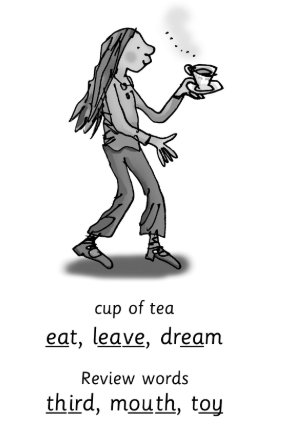 cup of tea
eat, leave, dream
Review words
third, mouth, toy